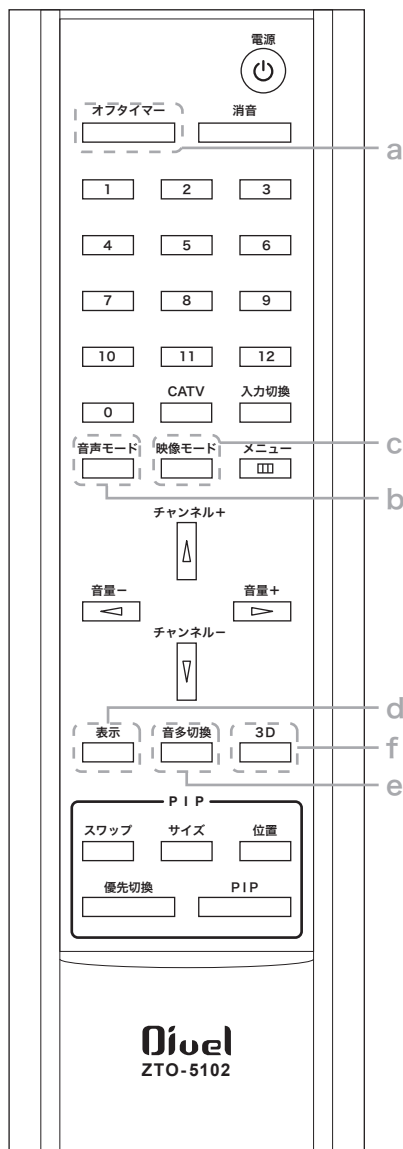 電源
オフタイマー 消音
a
1 2 3
4 5 6
7 8 9
10 11 12
CATV 入力切換
0
音声モード 映像モード メニュー
c
b
チャンネル+
音量− 音量+
チャンネル−
d
表示 音多切換 3D
f
e
PIP
スワップ サイズ 位置
優先切換 PIP
Qivel
ZTO-5102